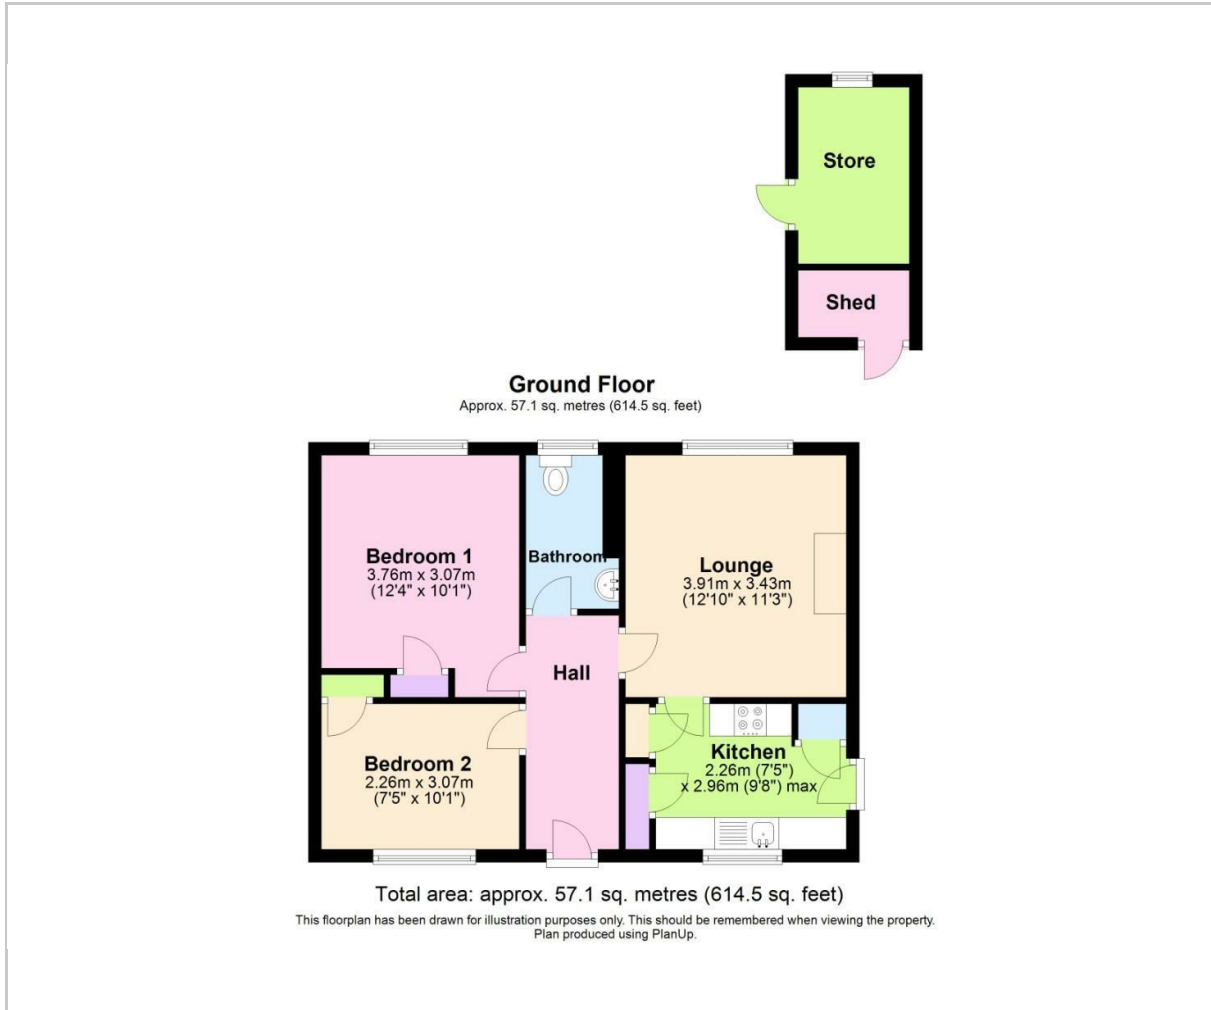 Store
Shed
Ground Floor
Approx. 57.1 sq. metres (614.5 sq. feet)
Bedroom 1
3.76m x 3.07m
(12'4" x 10'1")
Bathroom
Lounge
3.91m x 3.43m
(12'10" x 11'3")
Hall
Bedroom 2
2.26m x 3.07m
(7'5" x 10'1")
Kitchen
2.26m (7'5")
x 2.96m (9'8") max
Total area: approx. 57.1 sq. metres (614.5 sq. feet)
This floorplan has been drawn for illustration purposes only. This should be remembered when viewing the property.
Plan produced using PlanUp.